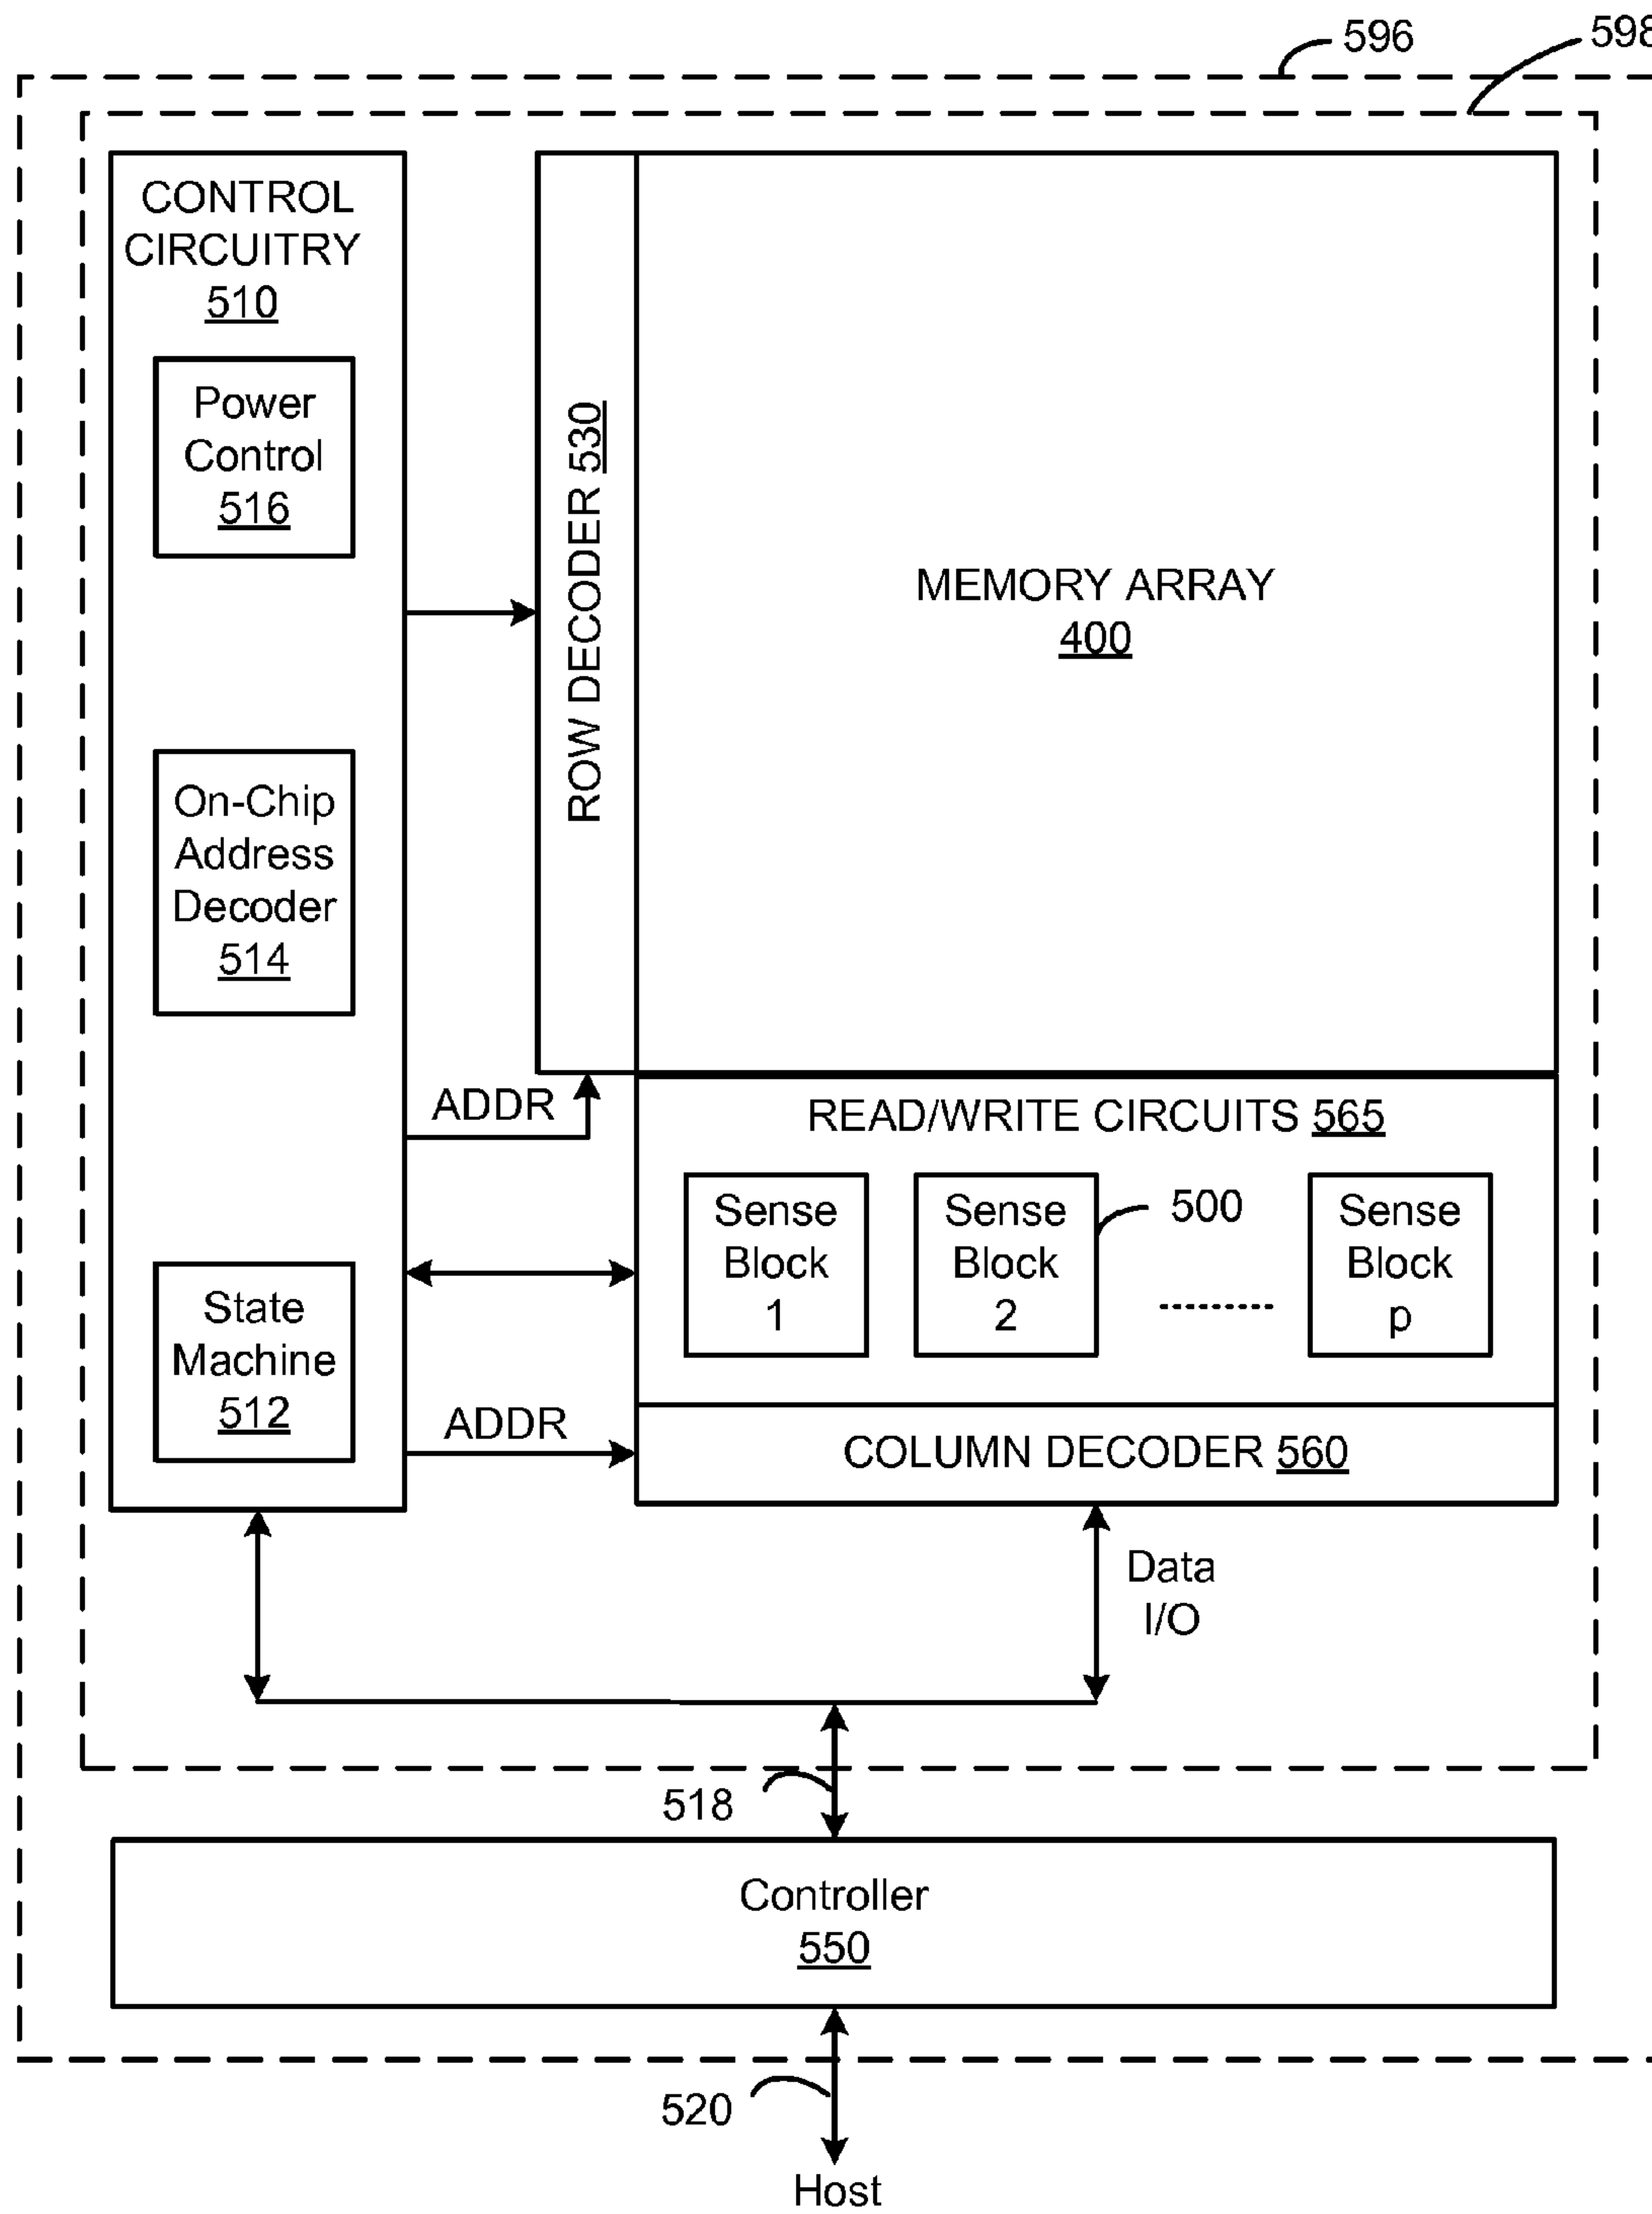 596
598
CONTROL
CIRCUITRY
510
Power
Control
516
On-Chip
Address
Decoder
514
State
Machine
512
ROW DECODER 530
MEMORY ARRAY
400
ADDR
READ/WRITE CIRCUITS 565
Sense
Block
1
Sense
Block
2
500
..........
Sense
Block
p
ADDR
COLUMN DECODER 560
Data
I/O
518
Controller
550
520
Host